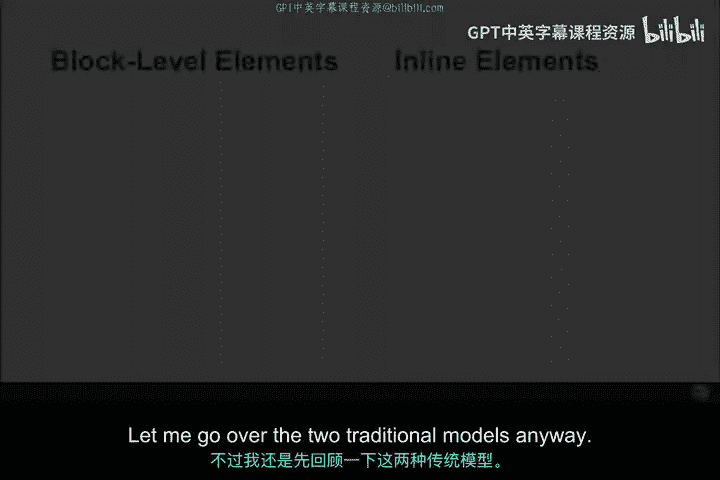 GPT中英字幕课程资源@bilibili.com
GPT中英字幕课程资源 bilibili
Block-Level Elements
Inline Elements
Let me go over the two traditional models anyway.
不过我还是先回顾一下这两种传统模型。